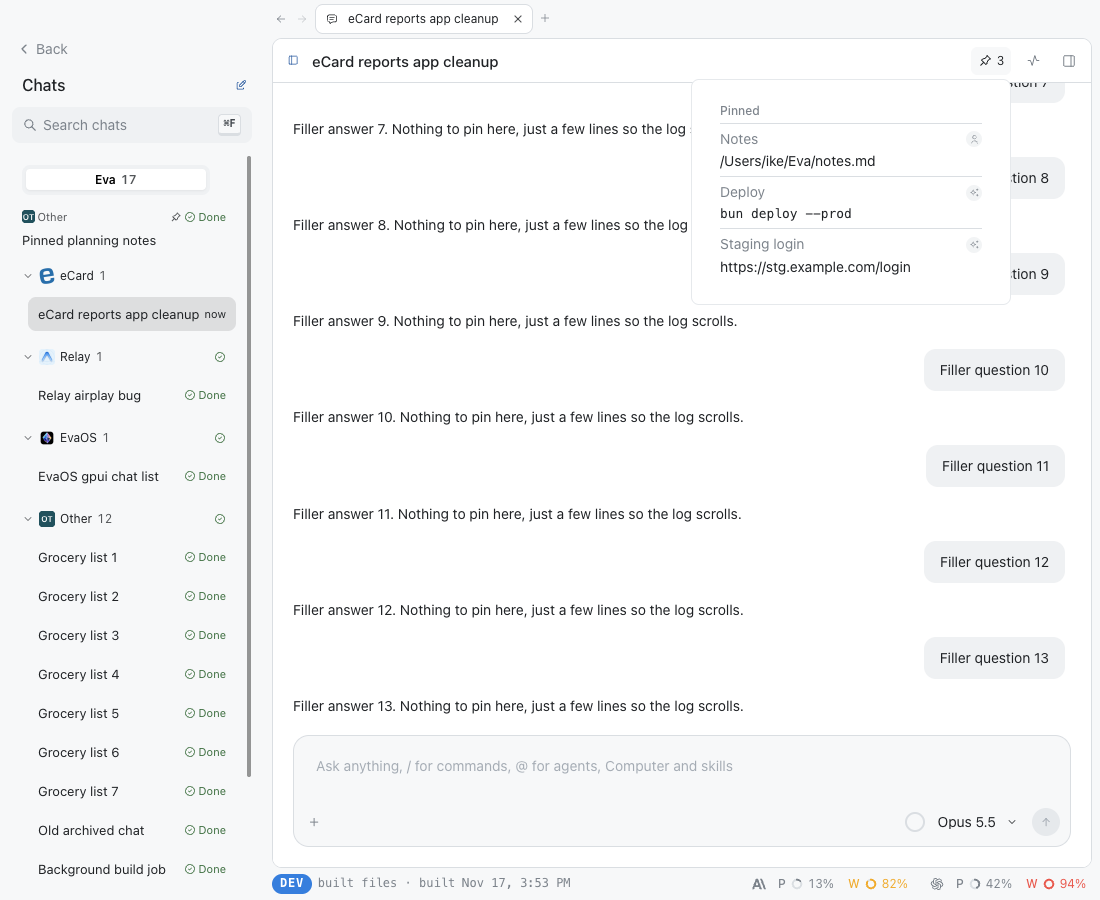 eCard reports app cleanup
Back
Chats
Search chats
⌘F
Eva 17
OT Other
Done
Pinned planning notes
eCard 1
eCard reports app cleanup now
Relay 1
Relay airplay bug Done
EvaOS 1
EvaOS gpui chat list Done
OT Other 12
Grocery list 1 Done
Grocery list 2 Done
Grocery list 3 Done
Grocery list 4 Done
Grocery list 5 Done
Grocery list 6 Done
Grocery list 7 Done
Old archived chat Done
Background build job Done
eCard reports app cleanup
3
Pinned
Notes
/Users/ike/Eva/notes.md
Deploy
bun deploy --prod
Staging login
https://stg.example.com/login
Filler answer 7. Nothing to pin here, just a few lines so the log
8
Filler answer 8. Nothing to pin here, just a few lines so the log
9
Filler answer 9. Nothing to pin here, just a few lines so the log scrolls.
Filler question 10
Filler answer 10. Nothing to pin here, just a few lines so the log scrolls.
Filler question 11
Filler answer 11. Nothing to pin here, just a few lines so the log scrolls.
Filler question 12
Filler answer 12. Nothing to pin here, just a few lines so the log scrolls.
Filler question 13
Filler answer 13. Nothing to pin here, just a few lines so the log scrolls.
Ask anything, / for commands, @ for agents, Computer and skills
+
Opus 5.5
DEV built files · built Nov 17, 3:53 PM
P 13% W 82% P 42% W 94%